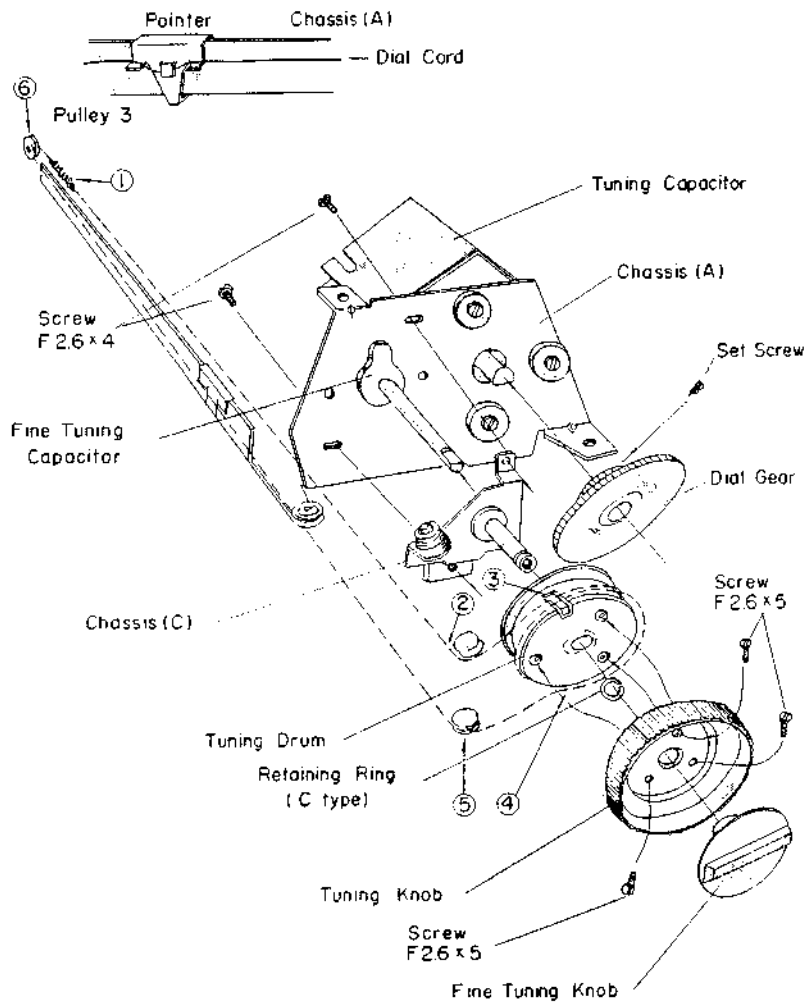 Pointer
Chassis (A)
Dial Cord
⑥
Pulley 3
①
Tuning Capacitor
Chassis (A)
Screw
F 2.6 × 4
Set Screw
Fine Tuning
Capacitor
Dial Gear
③
Screw
F 2.6 × 5
Chassis (C)
②
Tuning Drum
Retaining Ring
(C type)
⑤
④
Tuning Knob
Screw
F 2.6 × 5
Fine Tuning Knob